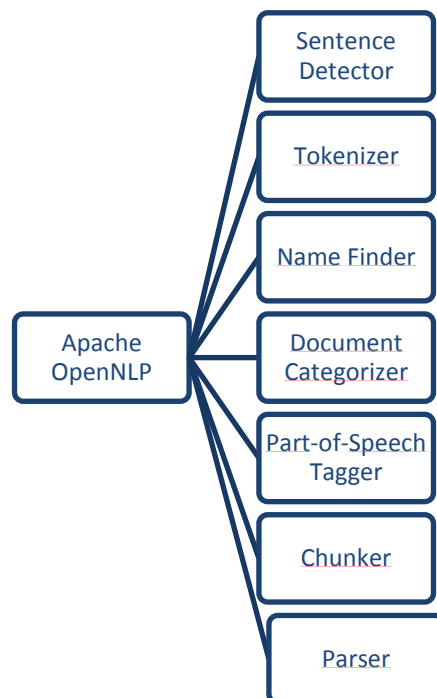 Sentence
Detector
Tokenizer
Name Finder
Apache
OpenNLP
Document
Categorizer
Part-of-Speech
Tagger
Chunker
Parser